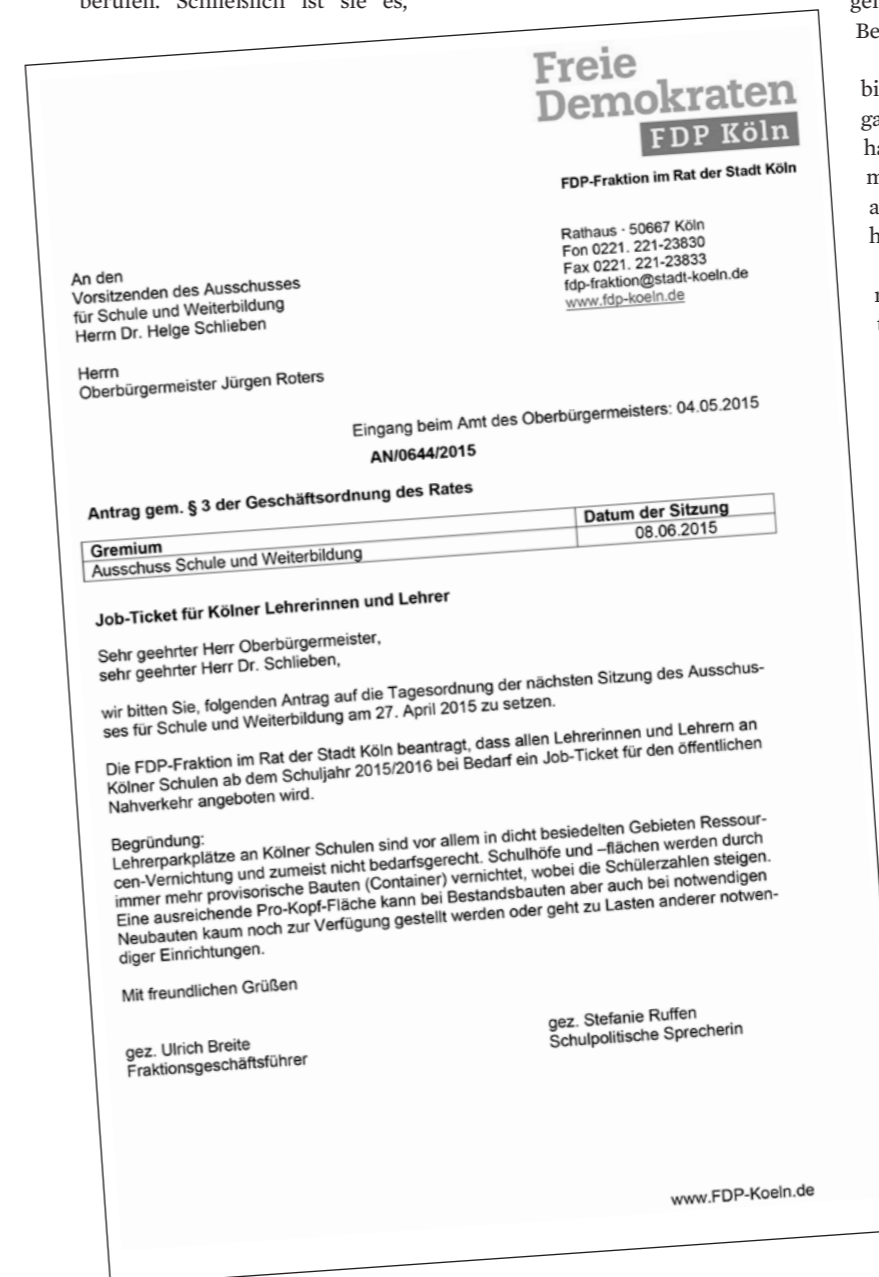 berufen. Schließlich ist sie es,
Freie
Demokraten
FDP Köln
FDP-Fraktion im Rat der Stadt Köln
Rathaus · 50667 Köln
Fon 0221. 221-23830
Fax 0221. 221-23833
fdp-fraktion@stadt-koeln.de
www.fdp-koeln.de
An den
Vorsitzenden des Ausschusses
für Schule und Weiterbildung
Herrn Dr. Helge Schlieben
Herrn
Oberbürgermeister Jürgen Roters
Eingang beim Amt des Oberbürgermeisters: 04.05.2015
AN/0644/2015
Antrag gem. § 3 der Geschäftsordnung des Rates
Gremium Datum der Sitzung
Ausschuss Schule und Weiterbildung 08.06.2015
Job-Ticket für Kölner Lehrerinnen und Lehrer
Sehr geehrter Herr Oberbürgermeister,
sehr geehrter Herr Dr. Schlieben,
wir bitten Sie, folgenden Antrag auf die Tagesordnung der nächsten Sitzung des Ausschus-
ses für Schule und Weiterbildung am 27. April 2015 zu setzen.
Die FDP-Fraktion im Rat der Stadt Köln beantragt, dass allen Lehrerinnen und Lehrern an
Kölner Schulen ab dem Schuljahr 2015/2016 bei Bedarf ein Job-Ticket für den öffentlichen
Nahverkehr angeboten wird.
Begründung:
Lehrerparkplätze an Kölner Schulen sind vor allem in dicht besiedelten Gebieten Ressour-
cen-Vernichtung und zumeist nicht bedarfsgerecht. Schulhöfe und –flächen werden durch
immer mehr provisorische Bauten (Container) vernichtet, wobei die Schülerzahlen steigen.
Eine ausreichende Pro-Kopf-Fläche kann bei Bestandsbauten aber auch bei notwendigen
Neubauten kaum noch zur Verfügung gestellt werden oder geht zu Lasten anderer notwen-
diger Einrichtungen.
Mit freundlichen Grüßen
gez. Ulrich Breite
Fraktionsgeschäftsführer
gez. Stefanie Ruffen
Schulpolitische Sprecherin
www.FDP-Koeln.de